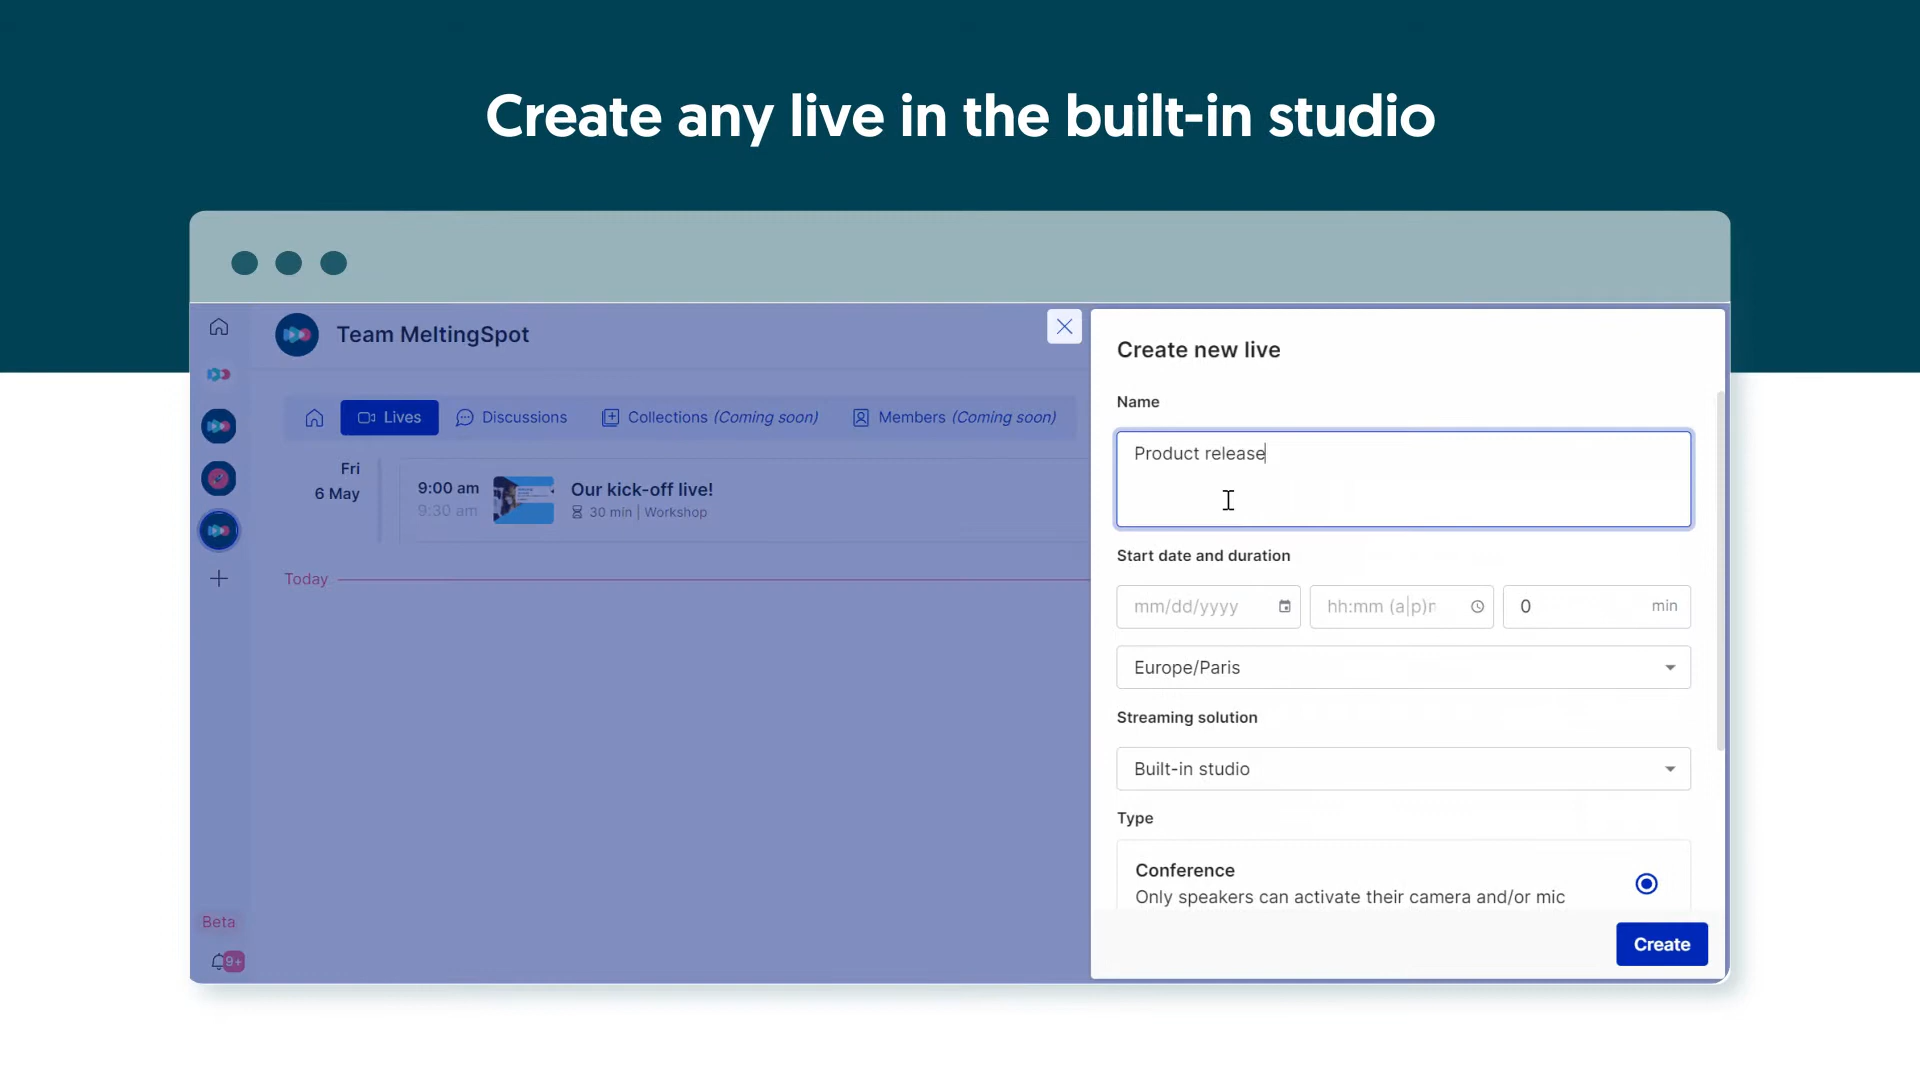 Create any live in the built-in studio
Team MeltingSpot
Lives
Discussions
Collections (Coming soon)
Members (Coming soon)
Fri
6 May
9:00 am
9:30 am
Our kick-off live!
30 min | Workshop
Today
Beta
9+
Create new live
Name
Product release
Start date and duration
mm/dd/yyyy
hh:mm (a|p)r
0
min
Europe/Paris
Streaming solution
Built-in studio
Type
Conference
Only speakers can activate their camera and/or mic
Create